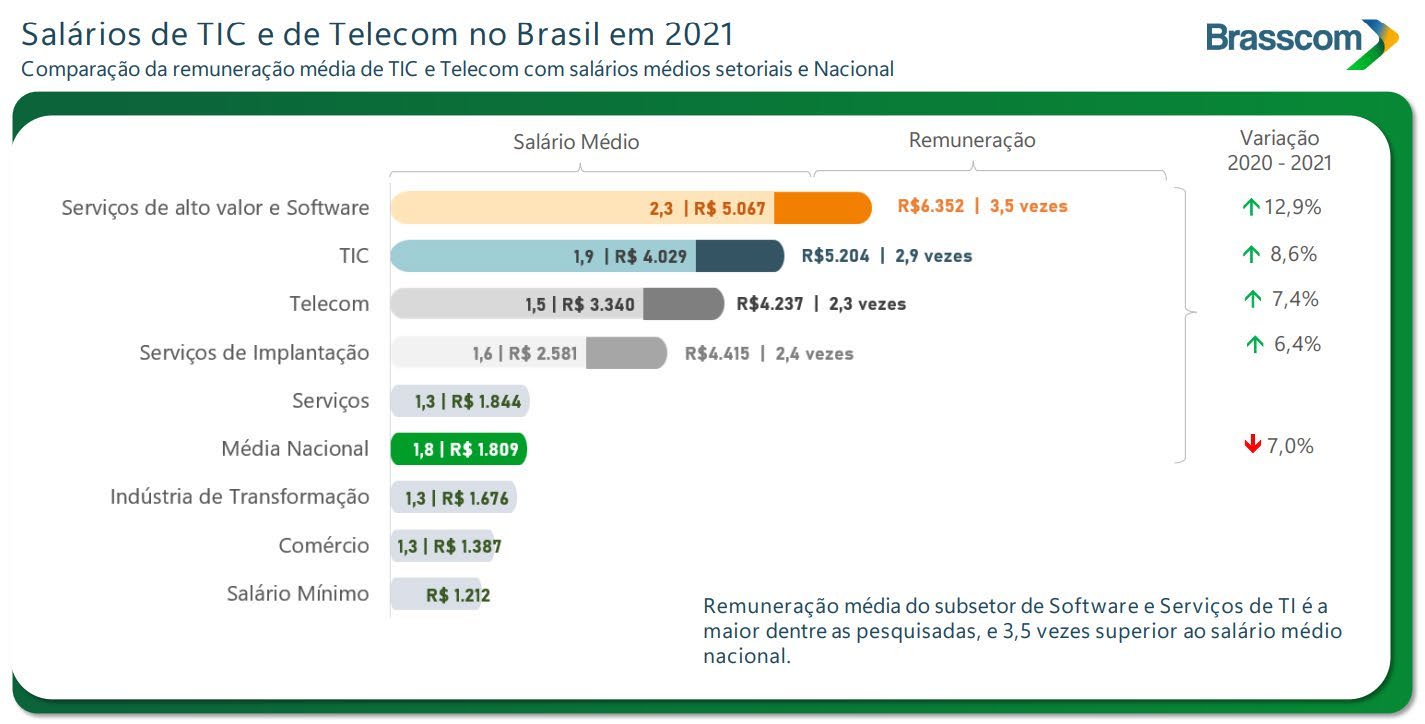 Salários de TIC e de Telecom no Brasil em 2021
Comparação da remuneração média de TIC e Telecom com salários médios setoriais e Nacional
Brasscom
Salário Médio
Remuneração
Variação
2020 - 2021
Serviços de alto valor e Software
2,3 | R$ 5.067
R$6.352 | 3,5 vezes
12,9%
TIC
1,9 | R$ 4.029
R$5.204 | 2,9 vezes
8,6%
Telecom
1,5 | R$ 3.340
R$4.237 | 2,3 vezes
7,4%
Serviços de Implantação
1,6 | R$ 2.581
R$4.415 | 2,4 vezes
6,4%
Serviços
1,3 | R$ 1.844
Média Nacional
1,8 | R$ 1.809
7,0%
Indústria de Transformação
1,3 | R$ 1.676
Comércio
1,3 | R$ 1.387
Salário Mínimo
R$ 1.212
Remuneração média do subsetor de Software e Serviços de TI é a
maior dentre as pesquisadas, e 3,5 vezes superior ao salário médio
nacional.